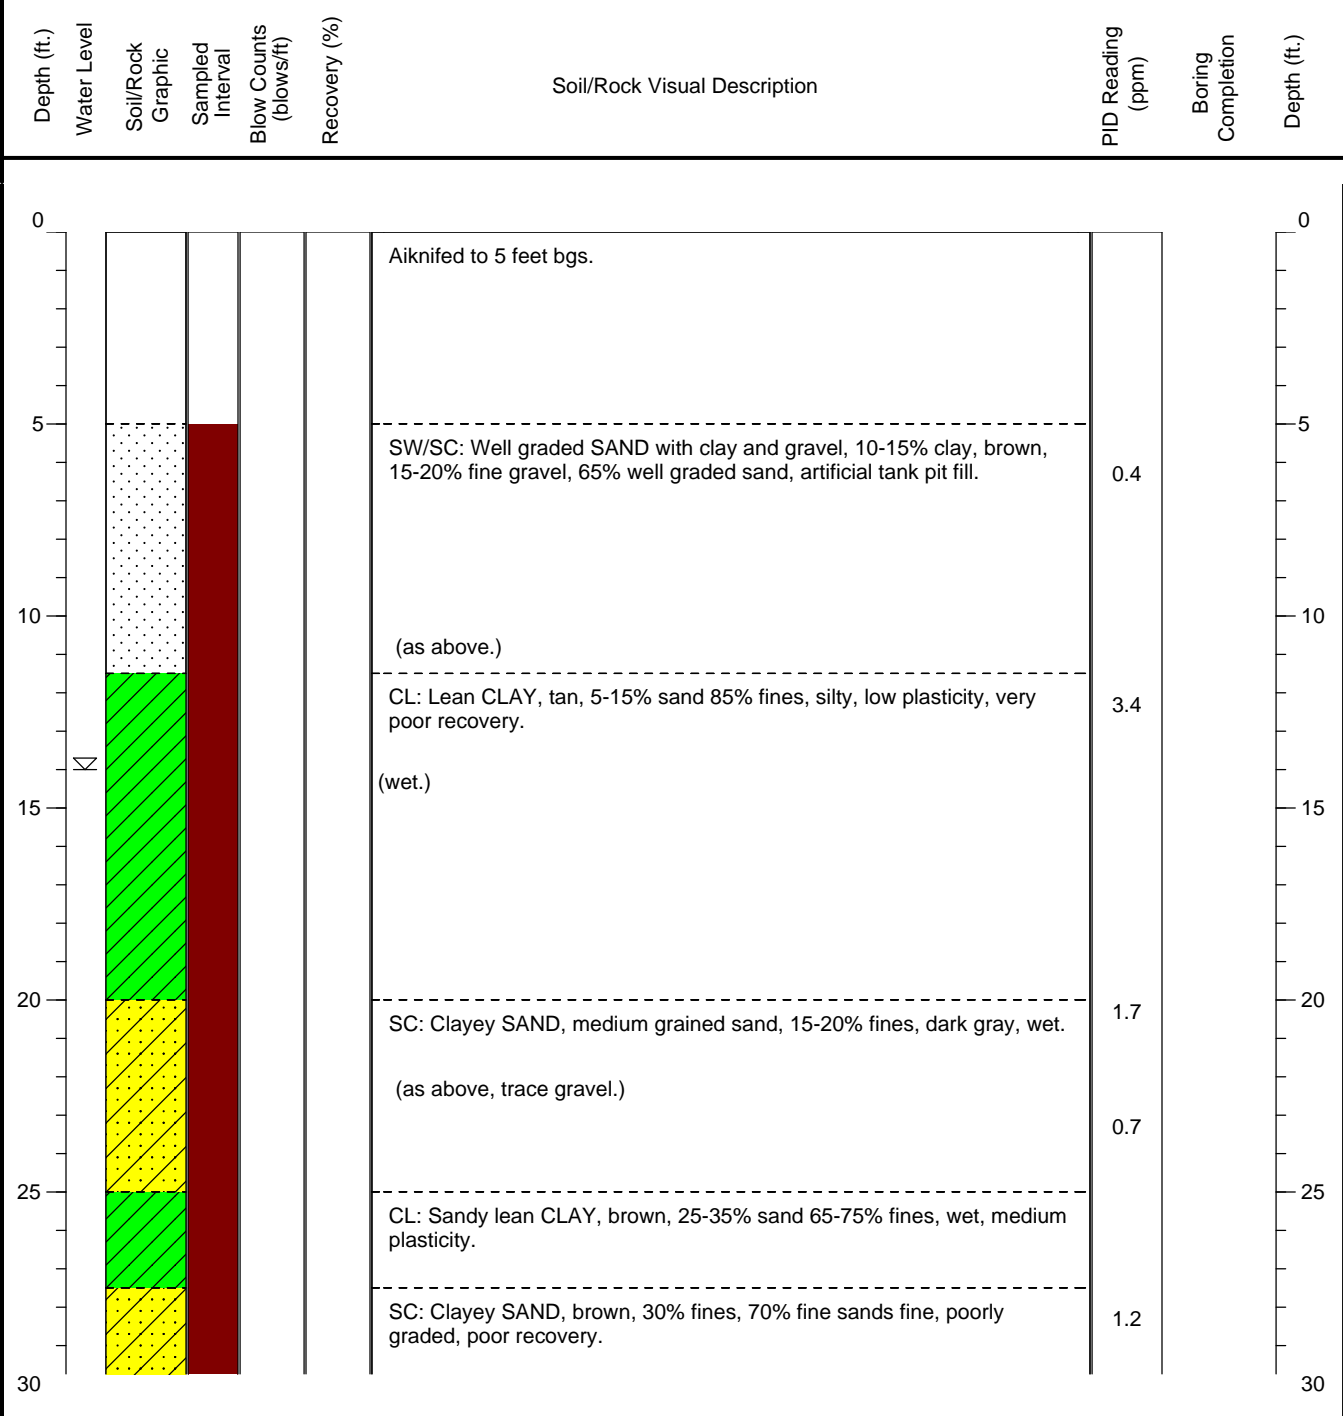 Depth (ft.)
Water Level
Soil/Rock
Graphic
Sampled
Interval
Blow Counts
(blows/ft)
Recovery (%)
Soil/Rock Visual Description
PID Reading
(ppm)
Boring
Completion
Depth (ft.)
0
0
Aiknifed to 5 feet bgs.
5
5
SW/SC: Well graded SAND with clay and gravel, 10-15% clay, brown,
15-20% fine gravel, 65% well graded sand, artificial tank pit fill.
0.4
10
10
(as above.)
CL: Lean CLAY, tan, 5-15% sand 85% fines, silty, low plasticity, very
poor recovery.
3.4
(wet.)
15
15
20
20
SC: Clayey SAND, medium grained sand, 15-20% fines, dark gray, wet.
1.7
(as above, trace gravel.)
0.7
25
25
CL: Sandy lean CLAY, brown, 25-35% sand 65-75% fines, wet, medium
plasticity.
SC: Clayey SAND, brown, 30% fines, 70% fine sands fine, poorly
graded, poor recovery.
1.2
30
30